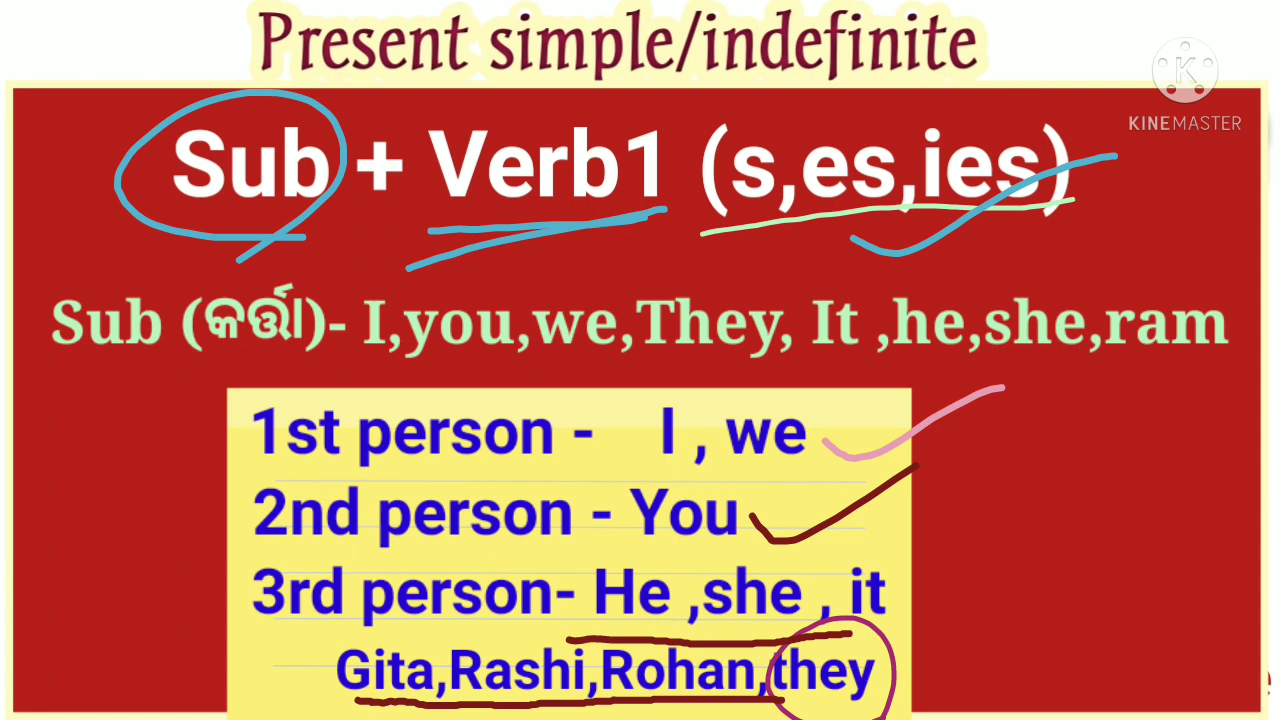 Present simple/indefinite
KINEMASTER
Sub + Verb1 (s,es,ies)
Sub (କର୍ତ୍ତା)- I,you,we,They, It ,he,she,ram
1st person - I , we
2nd person - You
3rd person- He ,she , it
Gita,Rashi,Rohan,they